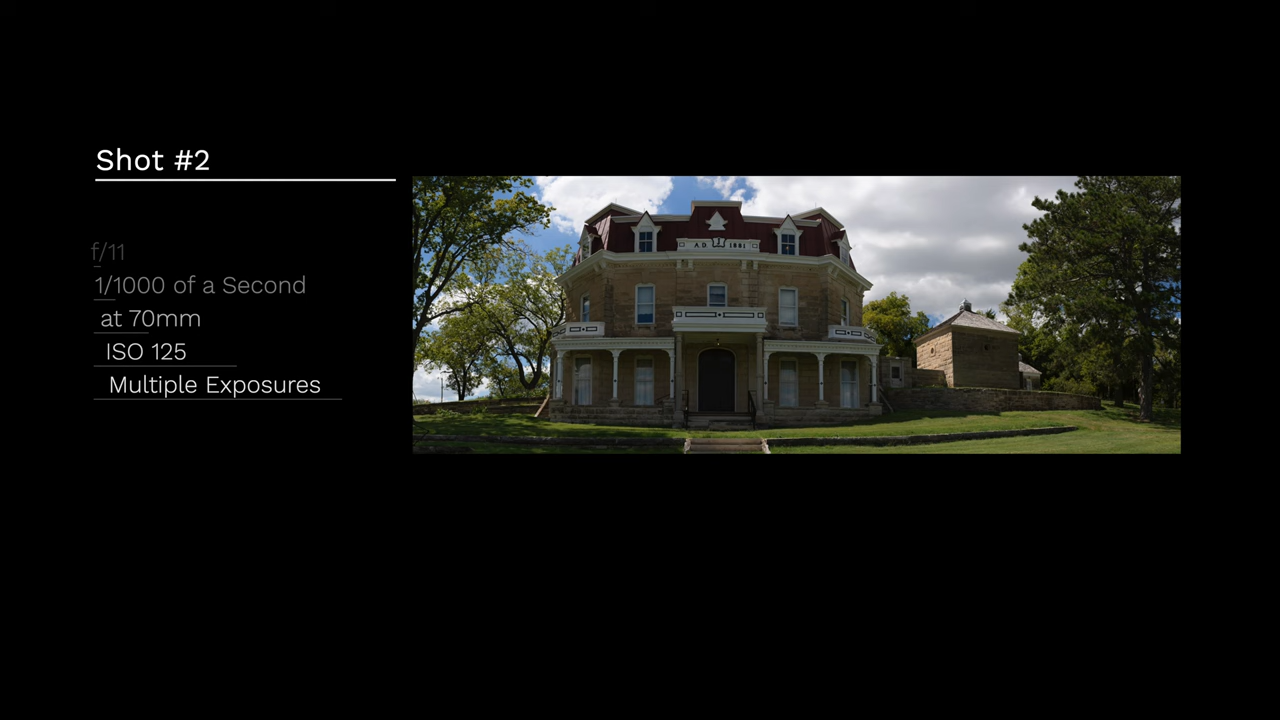 Shot #2
f/11
1/1000 of a Second
at 70mm
ISO 125
Multiple Exposures
A.D. 1881